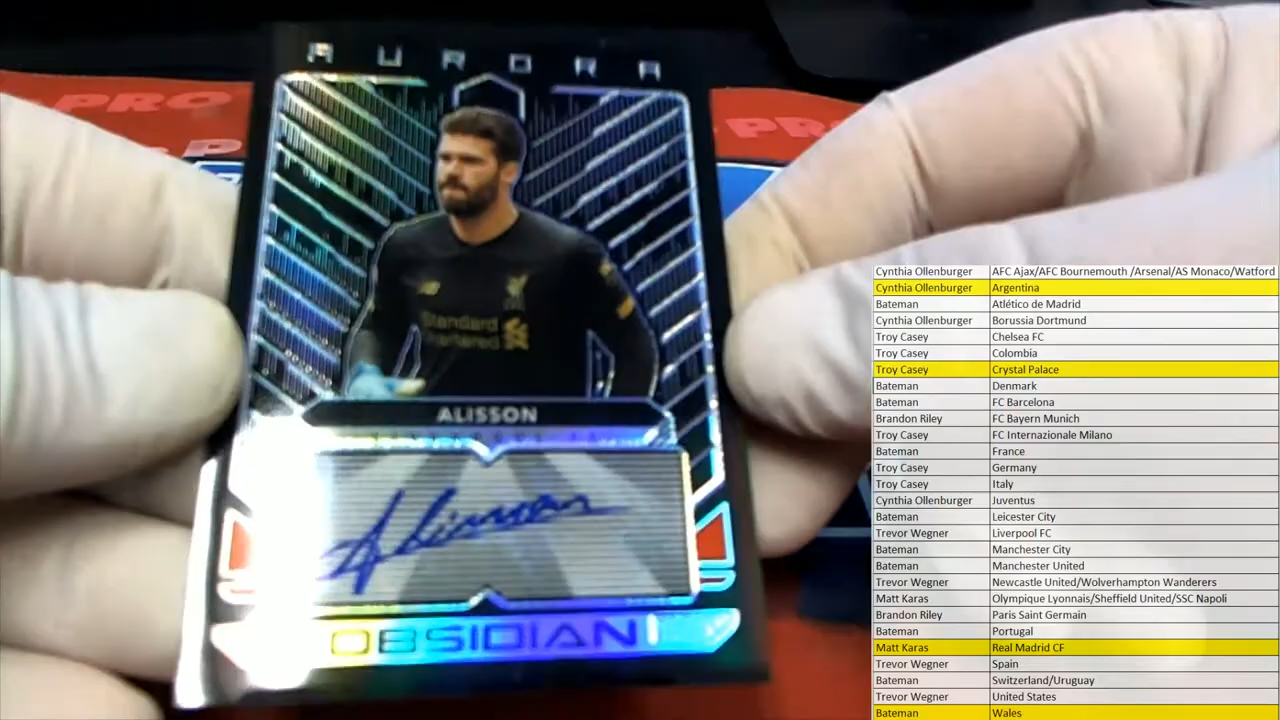 PRO
PRO
P
AURORA
Standard
Chartered
ALISSON
Alisson
OBSIDIAN
Cynthia Ollenburger AFC Ajax/AFC Bournemouth /Arsenal/AS Monaco/Watford
Cynthia Ollenburger Argentina
Bateman Atlético de Madrid
Cynthia Ollenburger Borussia Dortmund
Troy Casey Chelsea FC
Troy Casey Colombia
Troy Casey Crystal Palace
Bateman Denmark
Bateman FC Barcelona
Brandon Riley FC Bayern Munich
Troy Casey FC Internazionale Milano
Bateman France
Troy Casey Germany
Troy Casey Italy
Cynthia Ollenburger Juventus
Bateman Leicester City
Trevor Wegner Liverpool FC
Bateman Manchester City
Bateman Manchester United
Trevor Wegner Newcastle United/Wolverhampton Wanderers
Matt Karas Olympique Lyonnais/Sheffield United/SSC Napoli
Brandon Riley Paris Saint Germain
Bateman Portugal
Matt Karas Real Madrid CF
Trevor Wegner Spain
Bateman Switzerland/Uruguay
Trevor Wegner United States
Bateman Wales